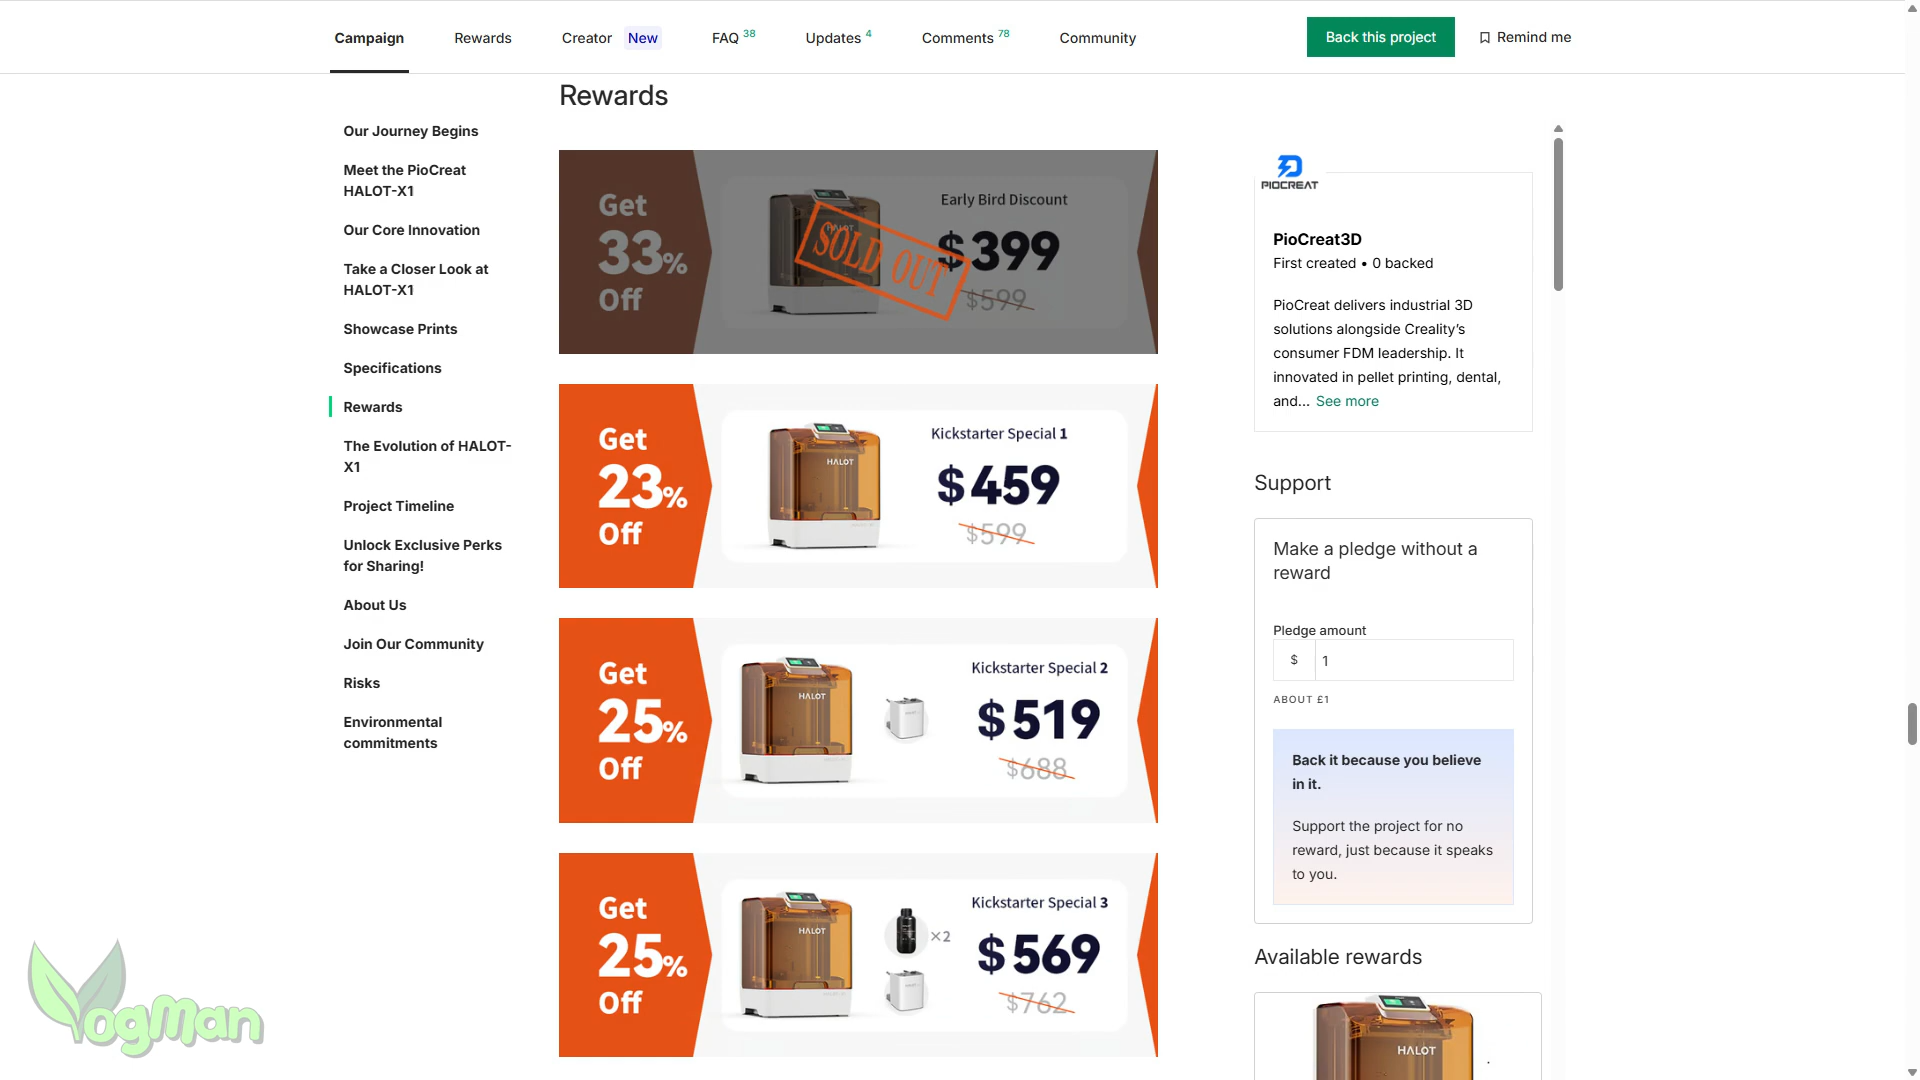 Campaign
Rewards
Creator New
FAQ 38
Updates 4
Comments 78
Community
Back this project
Remind me
Our Journey Begins
Meet the PioCreat
HALOT-X1
Our Core Innovation
Take a Closer Look at
HALOT-X1
Showcase Prints
Specifications
Rewards
The Evolution of HALOT-
X1
Project Timeline
Unlock Exclusive Perks
for Sharing!
About Us
Join Our Community
Risks
Environmental
commitments
Rewards
Get
33%
Off
HALOT
SOLD OUT
Early Bird Discount
$399
$599
Get
23%
Off
HALOT
Kickstarter Special 1
$459
$599
Get
25%
Off
HALOT
Kickstarter Special 2
$519
$688
Get
25%
Off
HALOT
×2
Kickstarter Special 3
$569
$762
PIOCREAT
PioCreat3D
First created • 0 backed
PioCreat delivers industrial 3D
solutions alongside Creality’s
consumer FDM leadership. It
innovated in pellet printing, dental,
and... See more
Support
Make a pledge without a
reward
Pledge amount
$ 1
ABOUT £1
Back it because you believe
in it.
Support the project for no
reward, just because it speaks
to you.
Available rewards
HALOT
VogMan